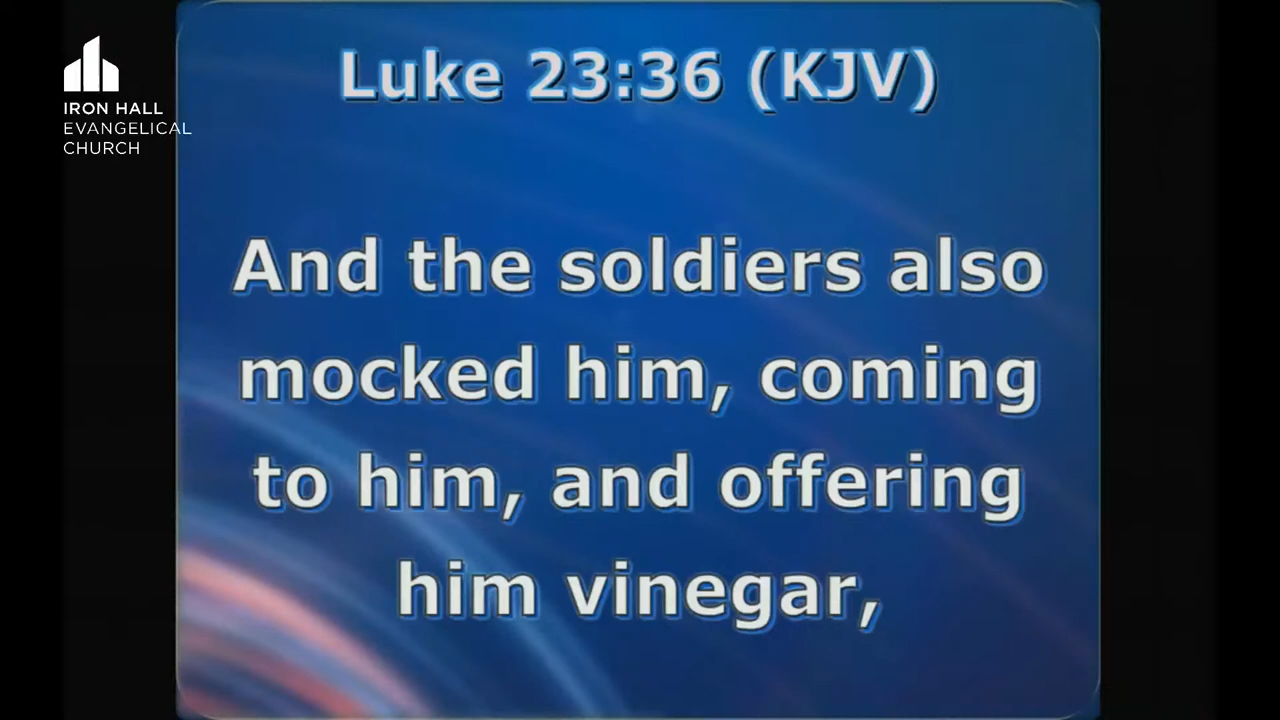 IRON HALL
EVANGELICAL
CHURCH
Luke 23:36 (KJV)
And the soldiers also
mocked him, coming
to him, and offering
him vinegar,